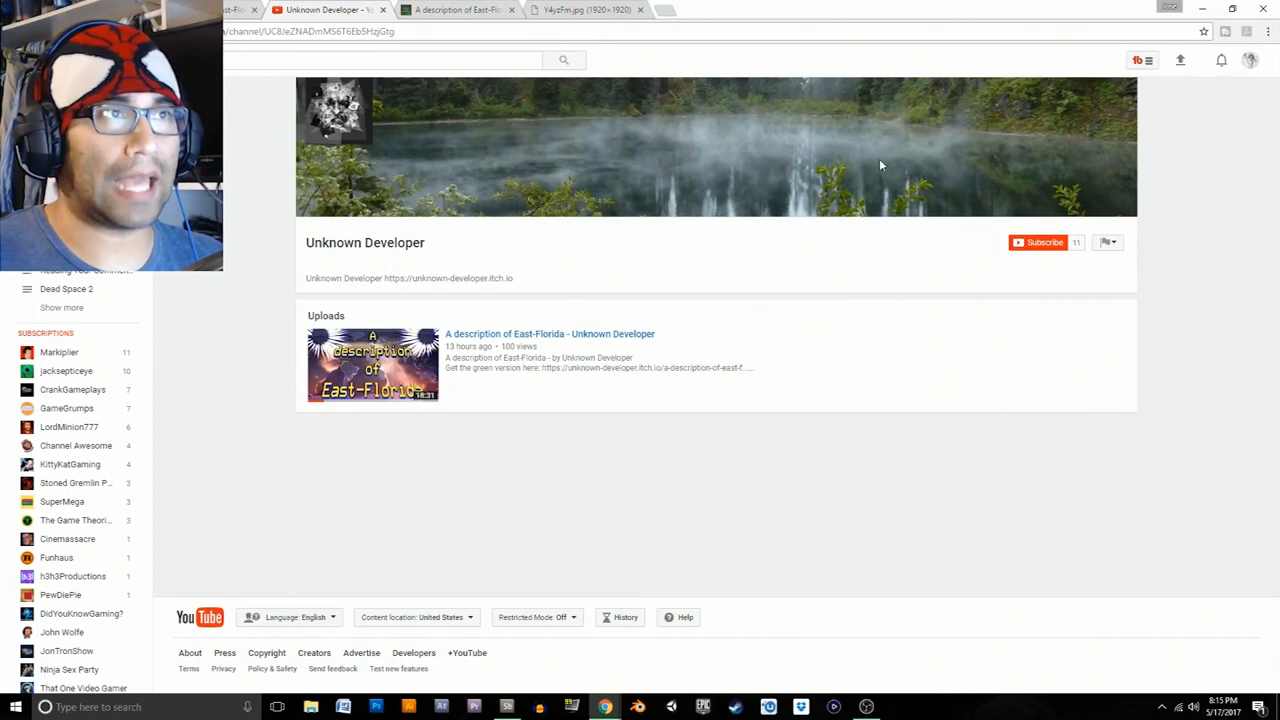 Unknown Developer - Yo
A description of East-Fl
Y4yzFm.jpg (1920×1920)
/channel/UC8JeZNADmMS6T6Eb5HzjGtg
Unknown Developer
Subscribe
11
Unknown Developer https://unknown-developer.itch.io
Uploads
A description of East-Florida
18:31
A description of East-Florida - Unknown Developer
13 hours ago • 100 views
A description of East-Florida - by Unknown Developer
Get the green version here: https://unknown-developer.itch.io/a-description-of-east-f...
Dead Space 2
Show more
SUBSCRIPTIONS
Markiplier 11
jacksepticeye 10
CrankGameplays 7
GameGrumps 7
LordMinion777 6
Channel Awesome 4
KittyKatGaming 4
Stoned Gremlin P... 3
SuperMega 3
The Game Theori... 3
Cinemassacre 1
Funhaus 1
h3h3Productions 1
PewDiePie 1
DidYouKnowGaming?
John Wolfe
JonTronShow
Ninja Sex Party
That One Video Gamer
YouTube
Language: English
Content location: United States
Restricted Mode: Off
History
Help
About Press Copyright Creators Advertise Developers +YouTube
Terms Privacy Policy & Safety Send feedback Test new features
Type here to search
8:15 PM
5/17/2017